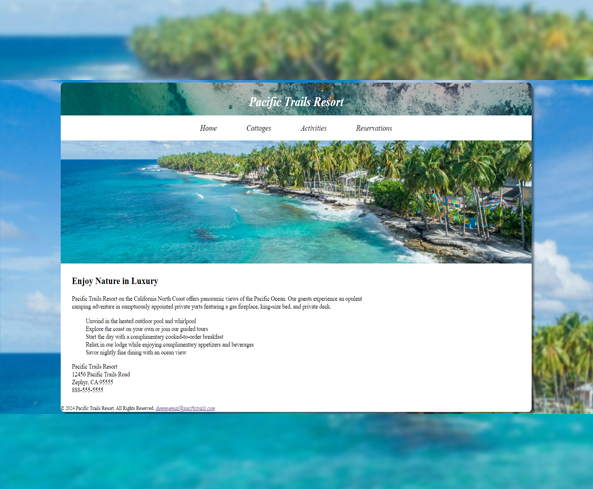 Pacific Trails Resort
Home Cottages Activities Reservations
Enjoy Nature in Luxury
Pacific Trails Resort on the California North Coast offers panoramic views of the Pacific Ocean. Our guests experience an opulent
camping adventure in sumptuously appointed private yurts featuring a gas fireplace, king-size bed, and private deck.
Unwind in the heated outdoor pool and whirlpool
Explore the coast on your own or join our guided tours
Start the day with a complimentary cooked-to-order breakfast
Relax in our lodge while enjoying complimentary appetizers and beverages
Savor nightly fine dining with an ocean view
Pacific Trails Resort
12456 Pacific Trails Road
Zephyr, CA 95555
888-555-5555
© 2024 Pacific Trails Resort. All Rights Reserved.